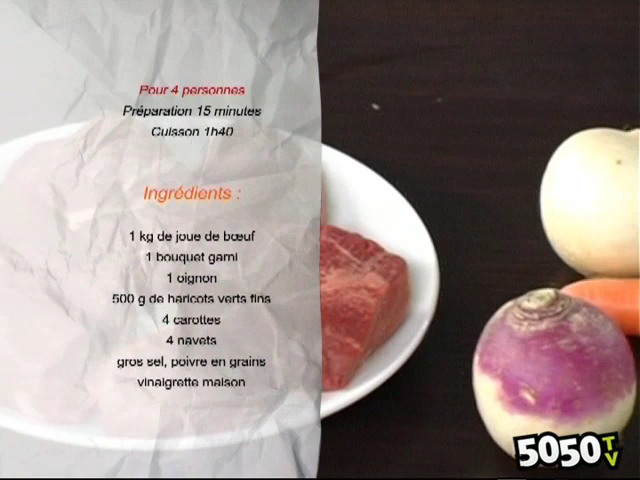 Pour 4 personnes
Préparation 15 minutes
Cuisson 1h40
Ingrédients :
1 kg de joue de bœuf
1 bouquet garni
1 oignon
500 g de haricots verts fins
4 carottes
4 navets
gros sel, poivre en grains
vinaigrette maison
5050 TV